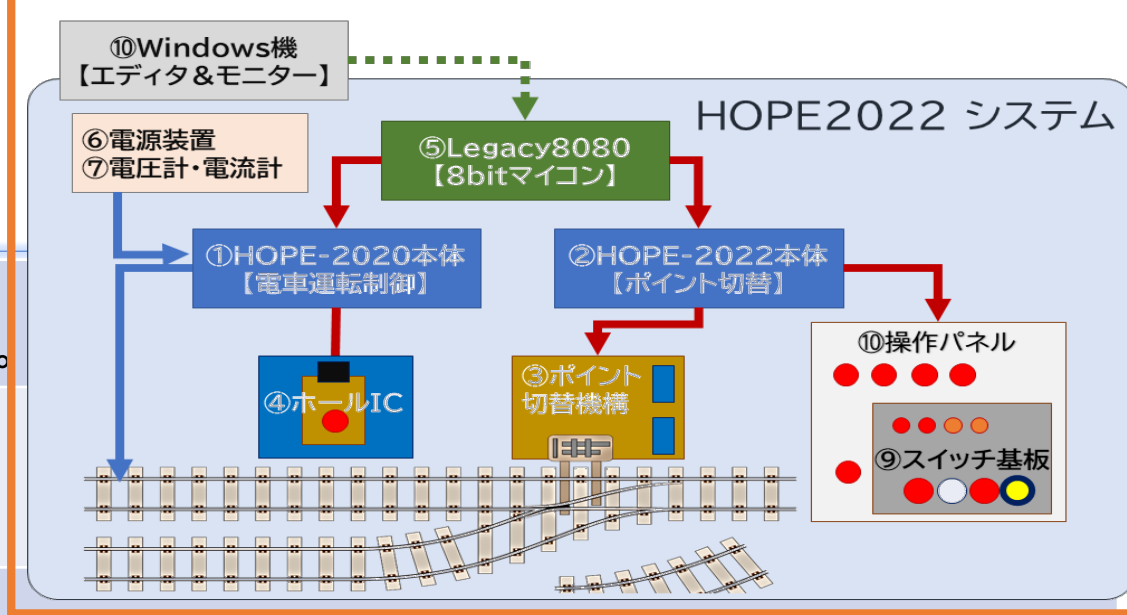 ⑩Windows機
【エディタ&モニター】
HOPE2022 システム
⑥電源装置
⑦電圧計・電流計
⑤Legacy8080
【8bitマイコン】
①HOPE-2020本体
【電車運転制御】
②HOPE-2022本体
【ポイント切替】
④ホールIC
③ポイント
切替機構
⑩操作パネル
⑨スイッチ基板